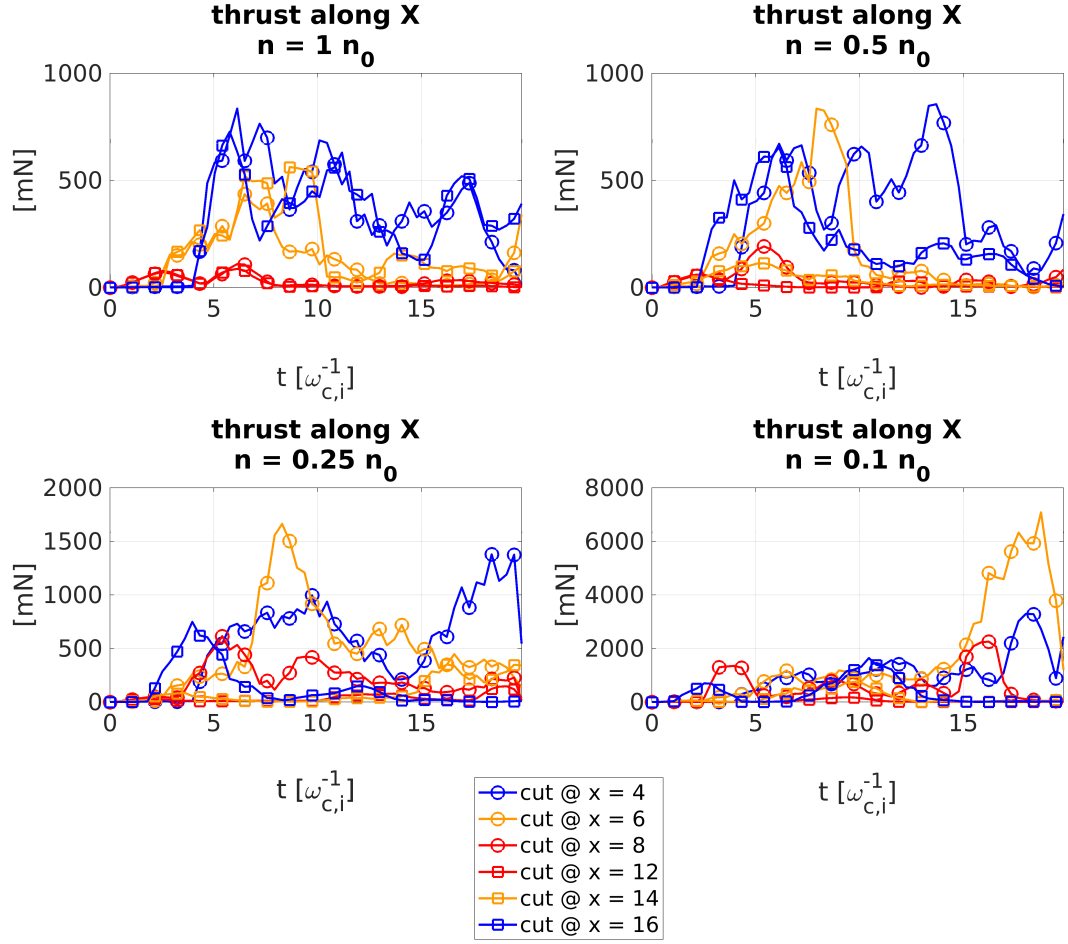 thrust along X
n = 1 n0
1000
500
0
[mN]
0 5 10 15
t [ω-1c,i]
thrust along X
n = 0.5 n0
1000
500
0
[mN]
0 5 10 15
t [ω-1c,i]
thrust along X
n = 0.25 n0
2000
1500
1000
500
0
[mN]
0 5 10 15
t [ω-1c,i]
thrust along X
n = 0.1 n0
8000
6000
4000
2000
0
[mN]
0 5 10 15
t [ω-1c,i]
cut @ x = 4
cut @ x = 6
cut @ x = 8
cut @ x = 12
cut @ x = 14
cut @ x = 16